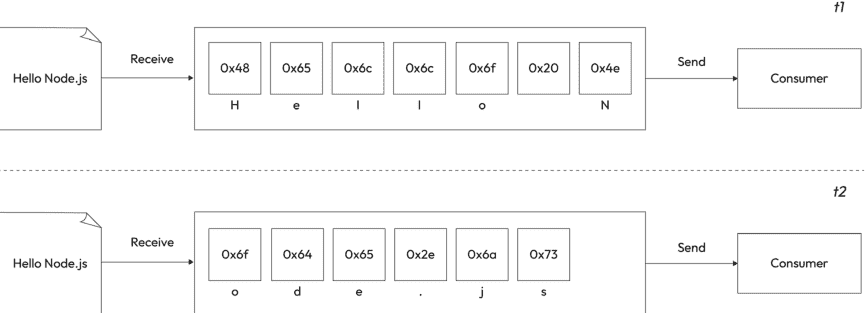 t1
Hello Node.js
Receive
0x48 0x65 0x6c 0x6c 0x6f 0x20 0x4e
H e l l o N
Send
Consumer
t2
Hello Node.js
Receive
0x6f 0x64 0x65 0x2e 0x6a 0x73
o d e . j s
Send
Consumer